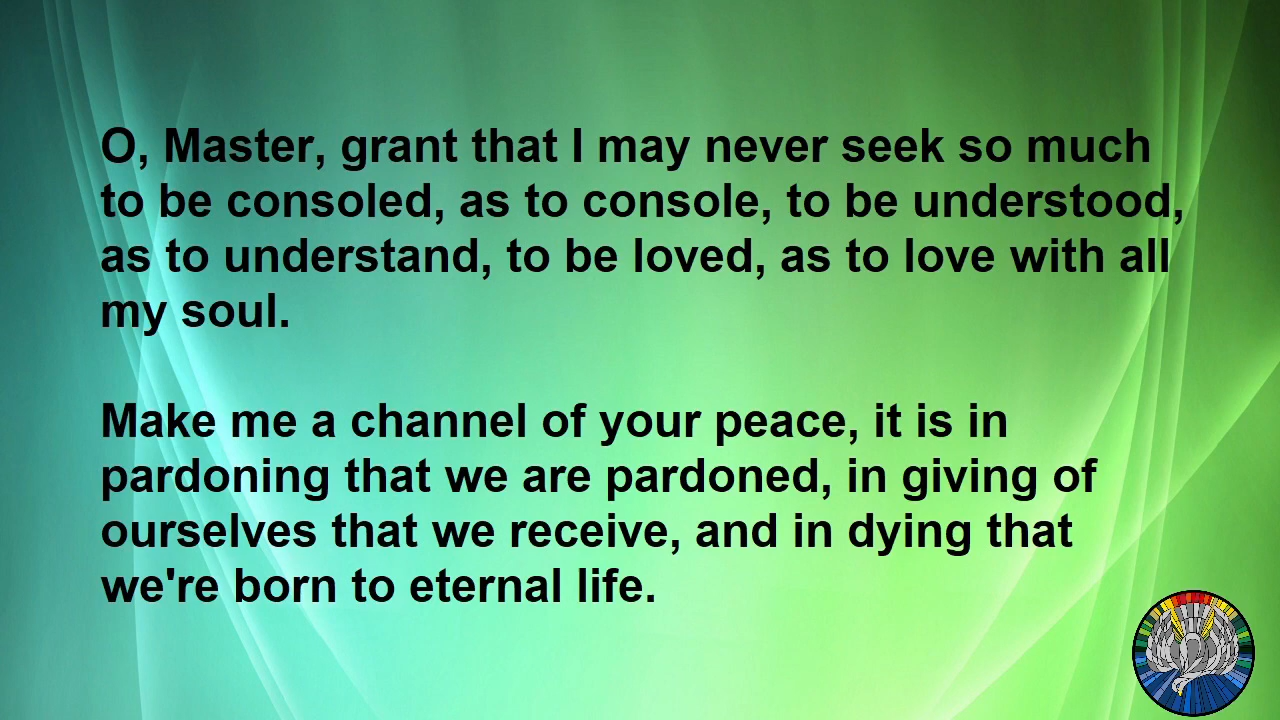 O, Master, grant that I may never seek so much
to be consoled, as to console, to be understood,
as to understand, to be loved, as to love with all
my soul.
Make me a channel of your peace, it is in
pardoning that we are pardoned, in giving of
ourselves that we receive, and in dying that
we're born to eternal life.